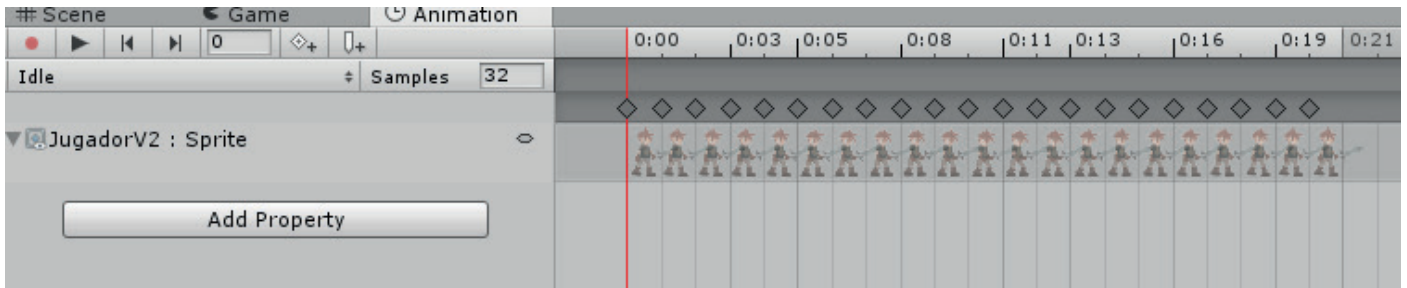 Scene Game Animation
0 0:00 0:03 0:05 0:08 0:11 0:13 0:16 0:19 0:21
Idle Samples 32
JugadorV2 : Sprite
Add Property